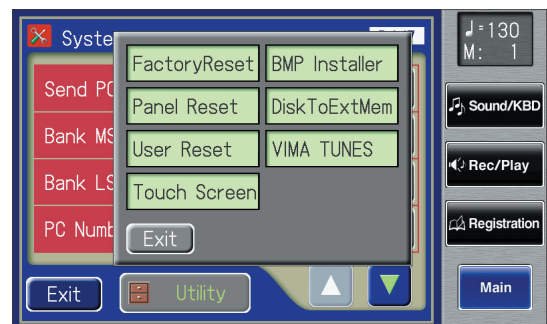 Syste
♩=130
M: 1
FactoryReset
BMP Installer
Send PC
Panel Reset
DiskToExtMem
Sound/KBD
Bank MS
User Reset
VIMA TUNES
Rec/Play
Bank LS
Touch Screen
PC Numb
Exit
Registration
Exit
Utility
Main